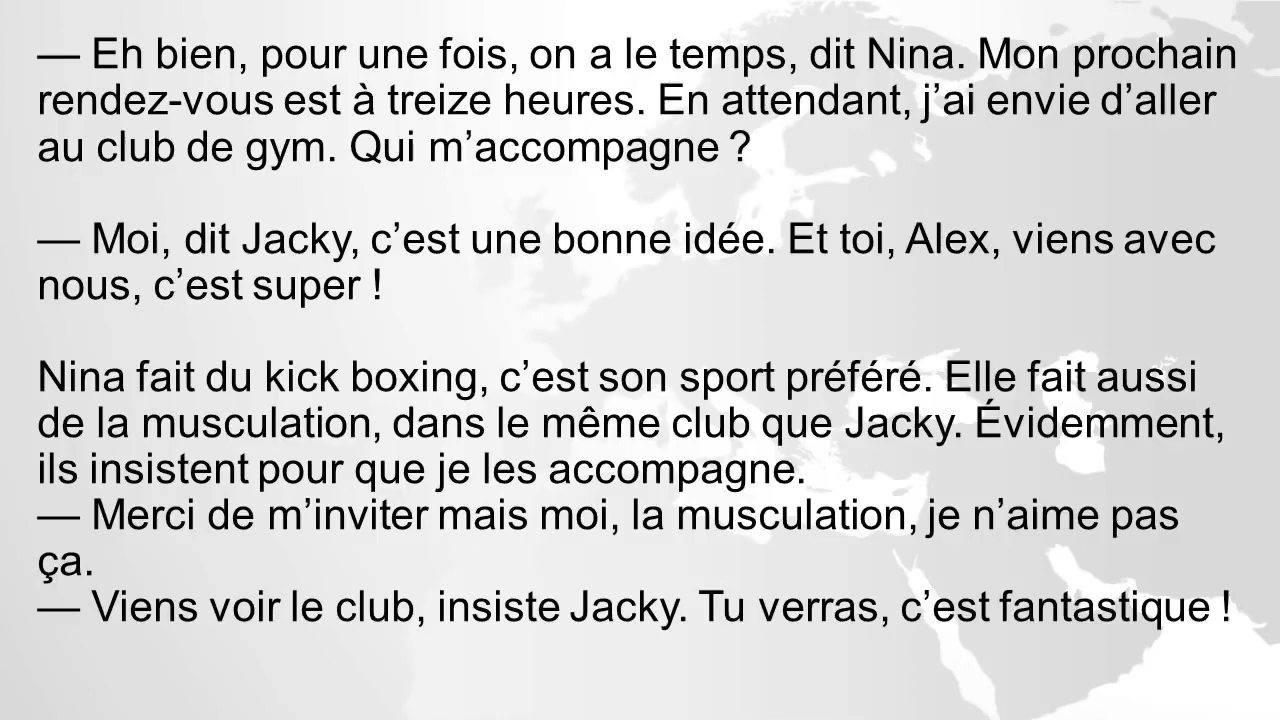 — Eh bien, pour une fois, on a le temps, dit Nina. Mon prochain
rendez-vous est à treize heures. En attendant, j’ai envie d’aller
au club de gym. Qui m’accompagne ?
— Moi, dit Jacky, c’est une bonne idée. Et toi, Alex, viens avec
nous, c’est super !
Nina fait du kick boxing, c’est son sport préféré. Elle fait aussi
de la musculation, dans le même club que Jacky. Évidemment,
ils insistent pour que je les accompagne.
— Merci de m’inviter mais moi, la musculation, je n’aime pas
ça.
— Viens voir le club, insiste Jacky. Tu verras, c’est fantastique !